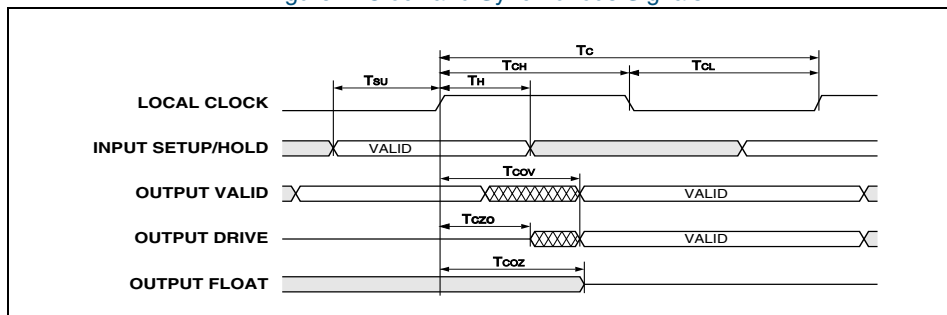 Tc
TCH
TCL
TSU
TH
LOCAL CLOCK
INPUT SETUP/HOLD
VALID
TCOV
OUTPUT VALID
VALID
TCZO
OUTPUT DRIVE
VALID
TCOZ
OUTPUT FLOAT